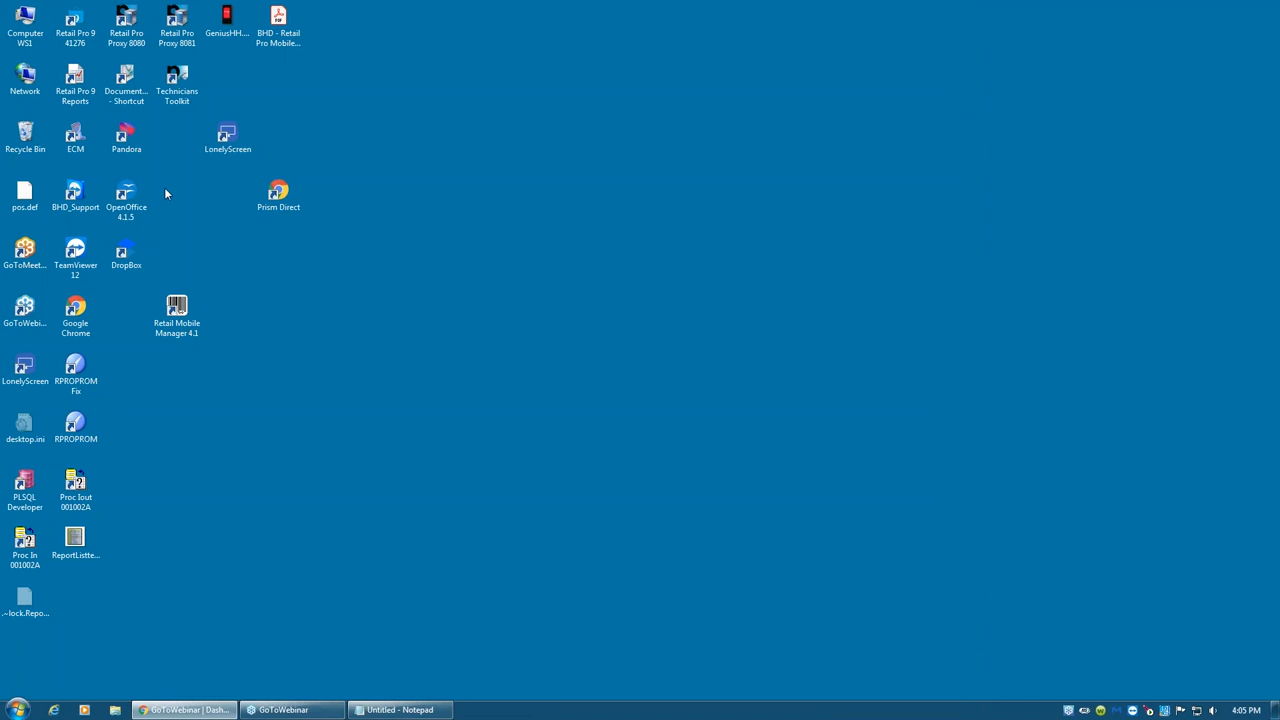 Computer
WS1
Retail Pro 9
41276
Retail Pro
Proxy 8080
Retail Pro
Proxy 8081
GeniusHH....
BHD - Retail
Pro Mobile...
Network
Retail Pro 9
Reports
Document...
- Shortcut
Technicians
Toolkit
Recycle Bin
ECM
Pandora
LonelyScreen
pos.def
BHD_Support
OpenOffice
4.1.5
Prism Direct
GoToMeet...
TeamViewer
12
DropBox
GoToWebi...
Google
Chrome
Retail Mobile
Manager 4.1
LonelyScreen
RPROPROM
Fix
desktop.ini
RPROPROM
PLSQL
Developer
Proc Iout
001002A
Proc In
001002A
ReportListte...
.~lock.Repo...
GoToWebinar | Dash...
GoToWebinar
Untitled - Notepad
4:05 PM